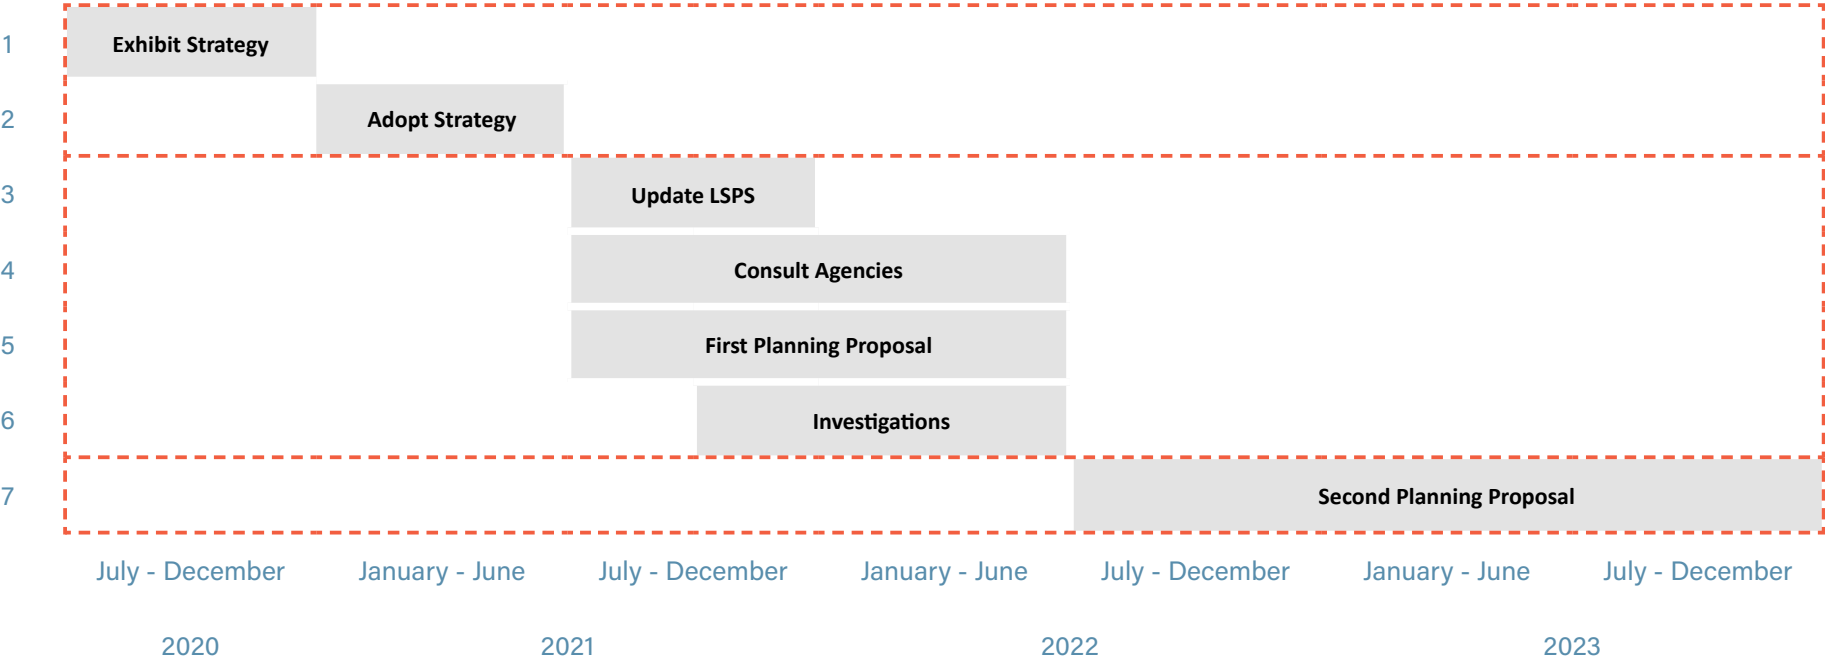 1 Exhibit Strategy
2 Adopt Strategy
3 Update LSPS
4 Consult Agencies
5 First Planning Proposal
6 Investigations
7 Second Planning Proposal
July - December January - June July - December January - June July - December January - June July - December
2020 2021 2022 2023